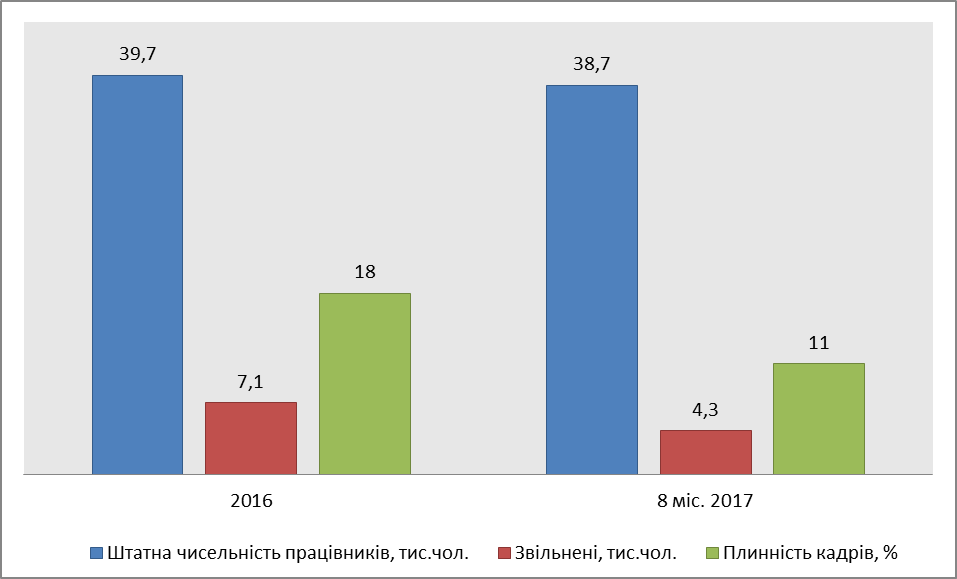 39,7
38,7
18
11
7,1
4,3
2016
8 міс. 2017
Штатна чисельність працівників, тис.чол.
Звільнені, тис.чол.
Плинність кадрів, %